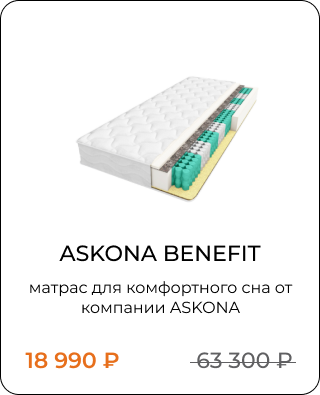 ASKONA BENEFIT
матрас для комфортного сна от
компании ASKONA
18 990 ₽ 63 300 ₽